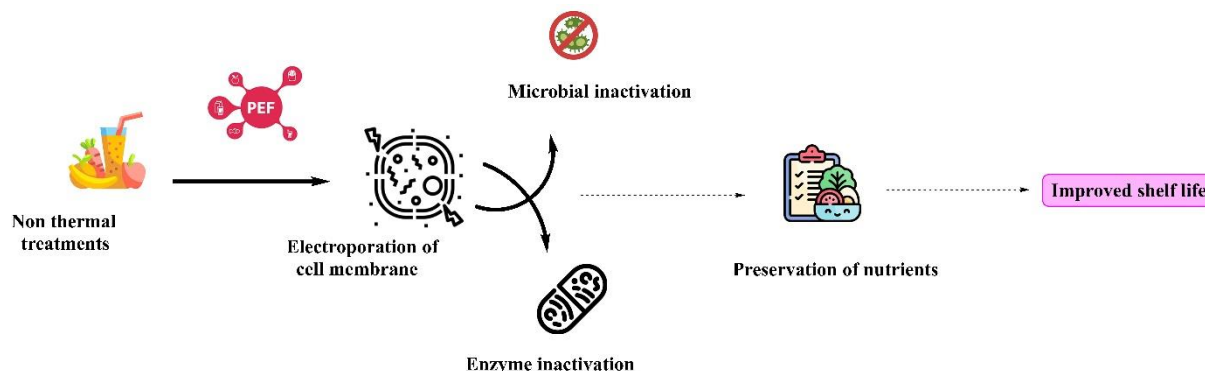 PEF
Microbial inactivation
Non thermal
treatments
Electroporation of
cell membrane
Preservation of nutrients
Improved shelf life
Enzyme inactivation